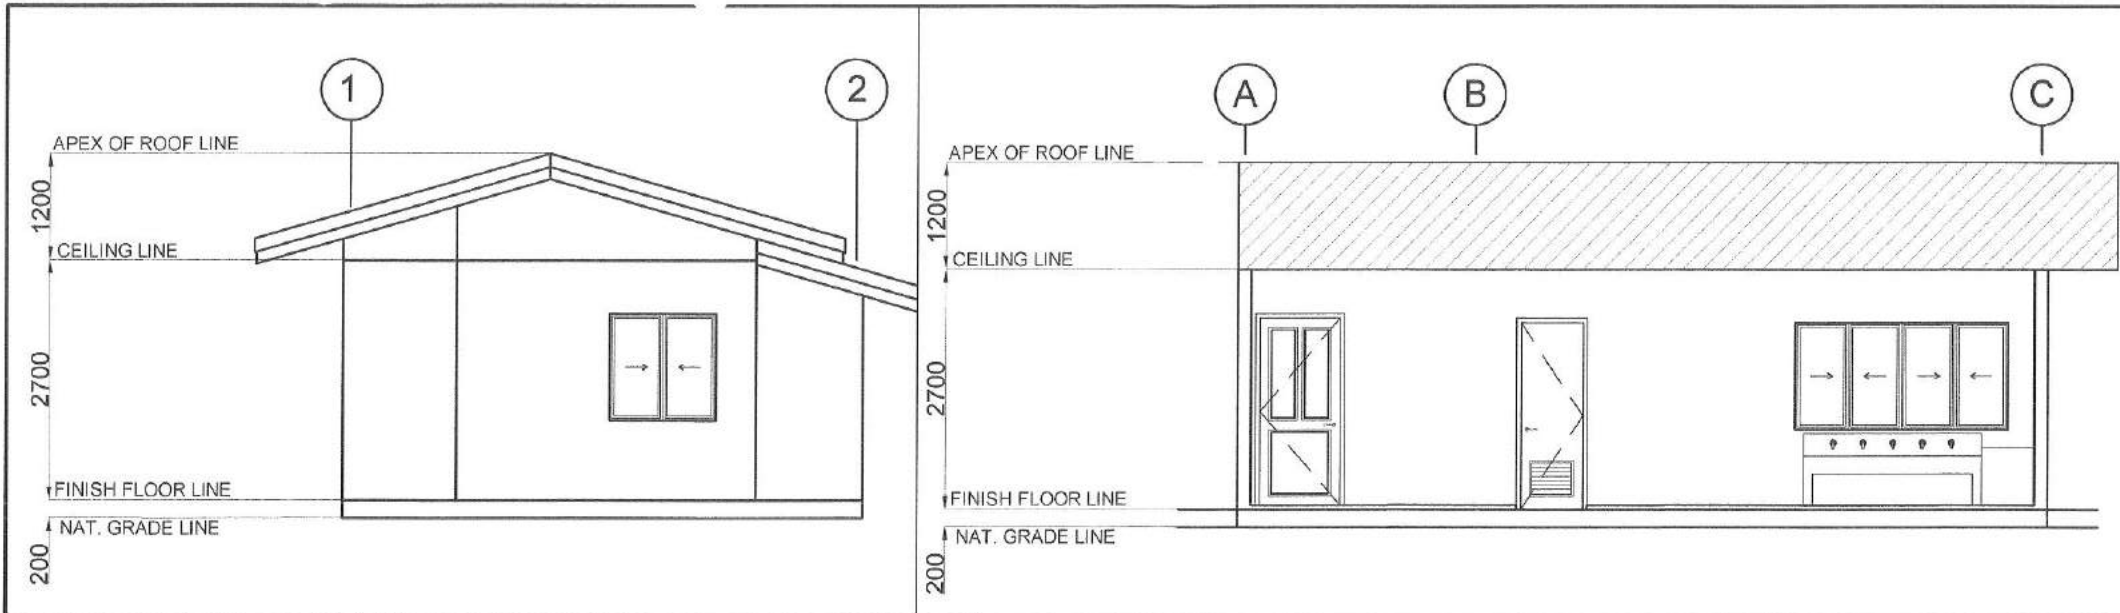 1
2
APEX OF ROOF LINE
1200
CEILING LINE
2700
FINISH FLOOR LINE
NAT. GRADE LINE
200
A
B
C
APEX OF ROOF LINE
1200
CEILING LINE
2700
FINISH FLOOR LINE
NAT. GRADE LINE
200